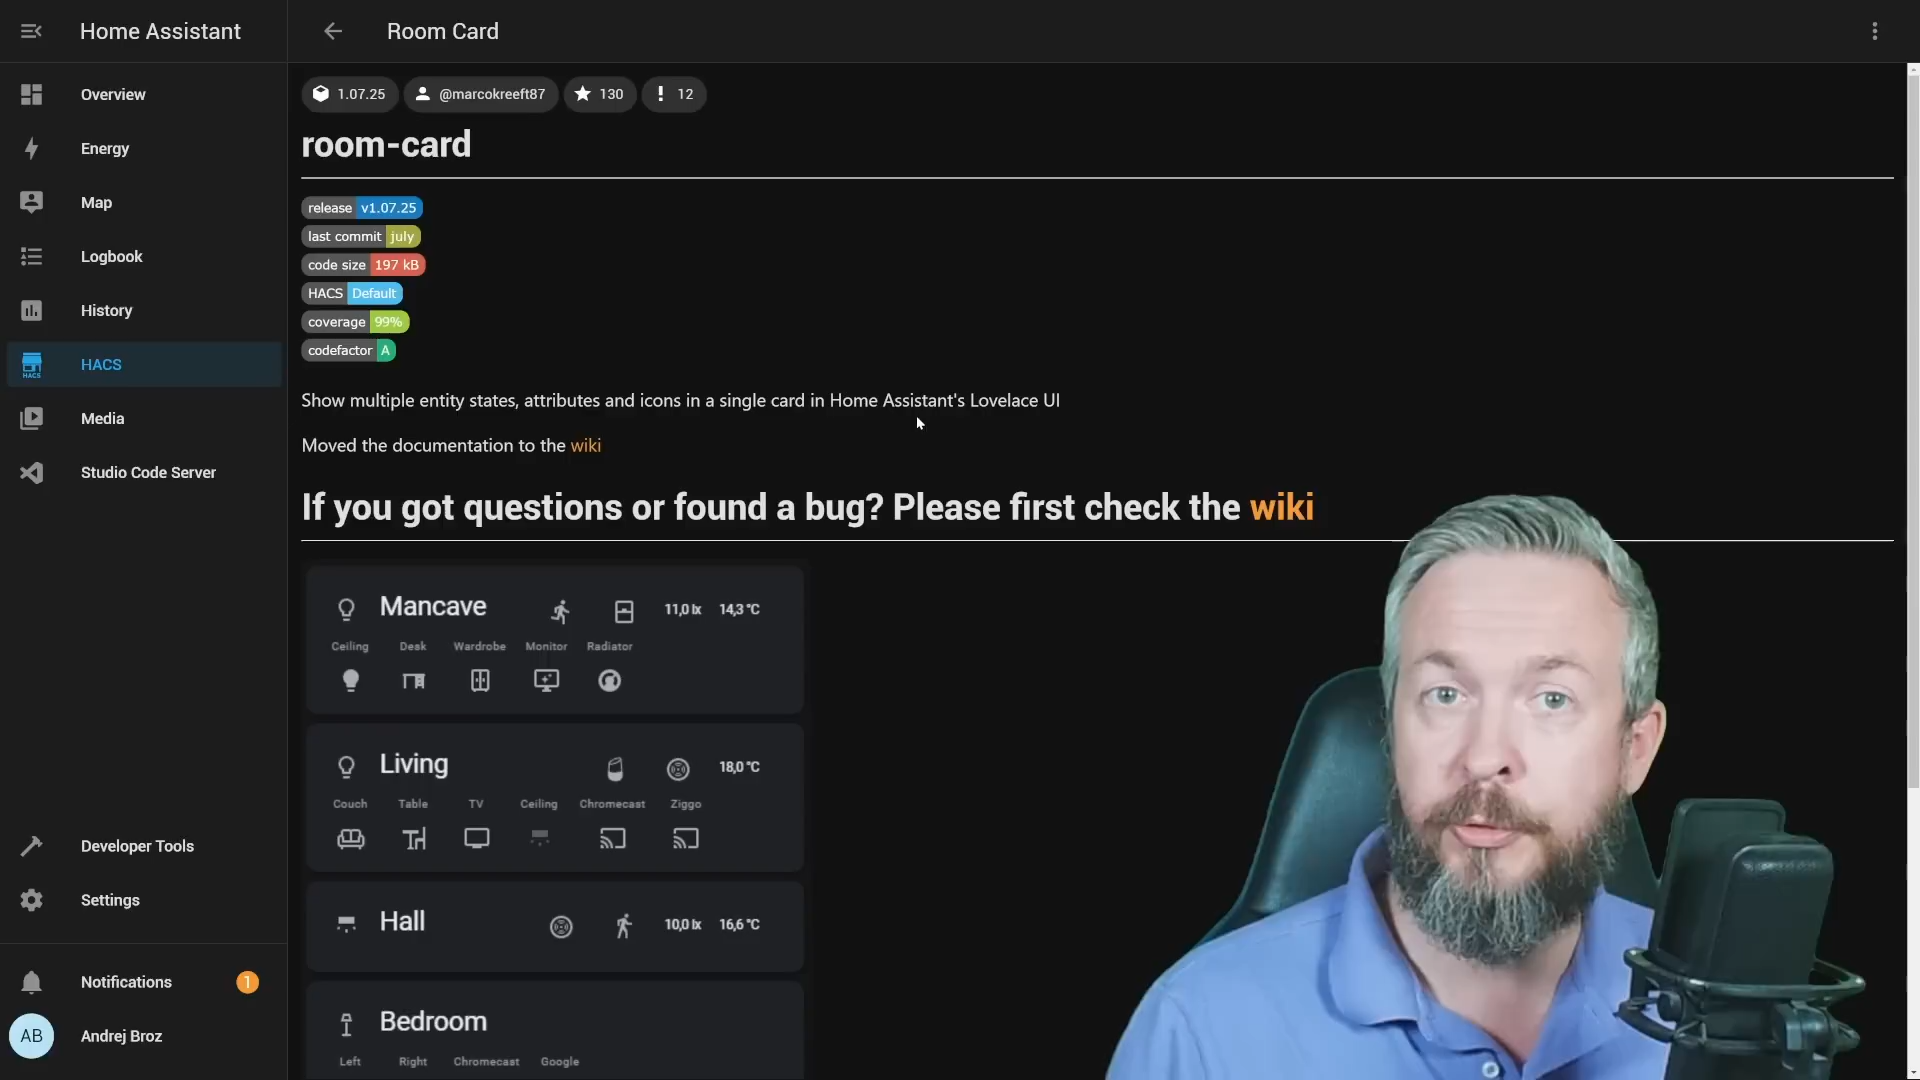 Home Assistant
Room Card
Overview
Energy
Map
Logbook
History
HACS
HACS
Media
Studio Code Server
Developer Tools
Settings
Notifications
1
AB
Andrej Broz
1.07.25
@marcokreeft87
130
12
room-card
release v1.07.25
last commit july
code size 197 kB
HACS Default
coverage 99%
codefactor A
Show multiple entity states, attributes and icons in a single card in Home Assistant's Lovelace UI
Moved the documentation to the wiki
If you got questions or found a bug? Please first check the wiki
Mancave 11,0 lx 14,3 °C
Ceiling Desk Wardrobe Monitor Radiator
Living 18,0 °C
Couch Table TV Ceiling Chromecast Ziggo
Hall 10,0 lx 16,6 °C
Bedroom
Left Right Chromecast Google